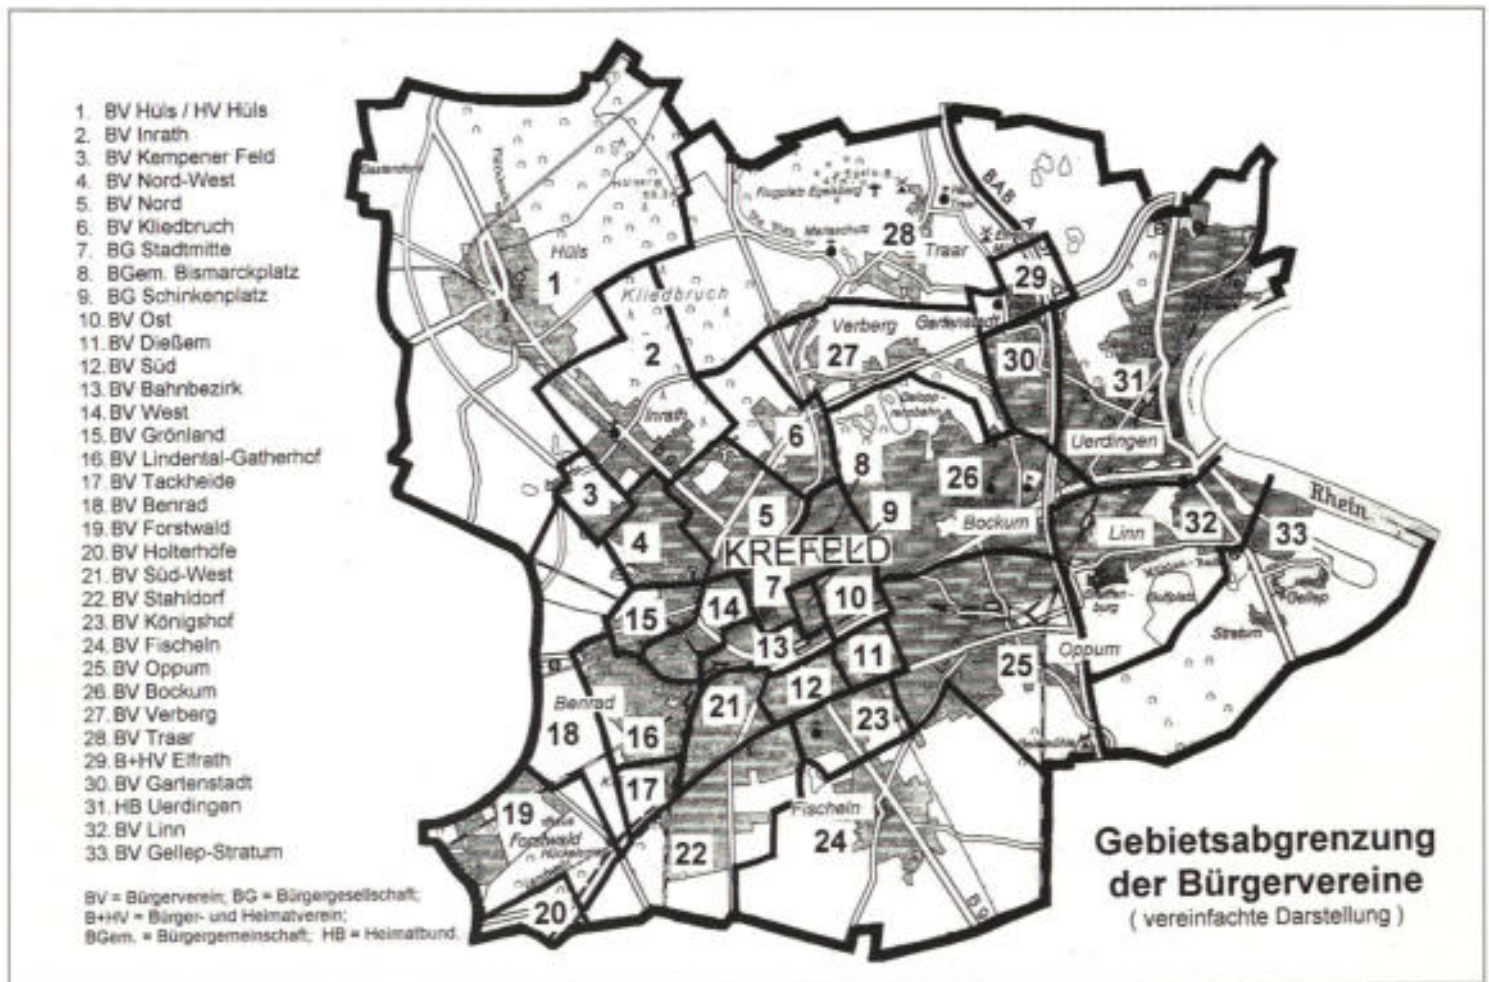 1. BV Hüls / HV Hüls
2. BV Inrath
3. BV Kempener Feld
4. BV Nord-West
5. BV Nord
6. BV Kliedbruch
7. BG Stadtmitte
8. BGem. Bismarckplatz
9. BG Schinkenplatz
10. BV Ost
11. BV Dießem
12. BV Süd
13. BV Bahnbezirk
14. BV West
15. BV Grönland
16. BV Lindental-Gatherhof
17. BV Tackheide
18. BV Benrad
19. BV Forstwald
20. BV Holterhöfe
21. BV Süd-West
22. BV Stahldorf
23. BV Königshof
24. BV Fischeln
25. BV Oppum
26. BV Bockum
27. BV Verberg
28. BV Traar
29. B+HV Elfrath
30. BV Gartenstadt
31. HB Uerdingen
32. BV Linn
33. BV Gellep-Stratum
BV = Bürgerverein; BG = Bürgergesellschaft;
B+HV = Bürger- und Heimatverein;
BGem. = Bürgergemeinschaft; HB = Heimatbund.
Flugplatz Egelsberg
BAB A
28
Traar
Hüls
1
29
Kliedbruch
Verberg
Gartenstadt
27
30
2
31
Inrath
6
Uerdingen
8
26
3
Rhein
5
9
Bockum
Linn
32
33
4
KREFELD
7
10
15
14
Gellep
Stratum
13
11
Oppum
25
12
Benrad
21
23
18
16
17
19
Forstwald
Fischeln
24
22
20
B 9
Gebietsabgrenzung
der Bürgervereine
( vereinfachte Darstellung )